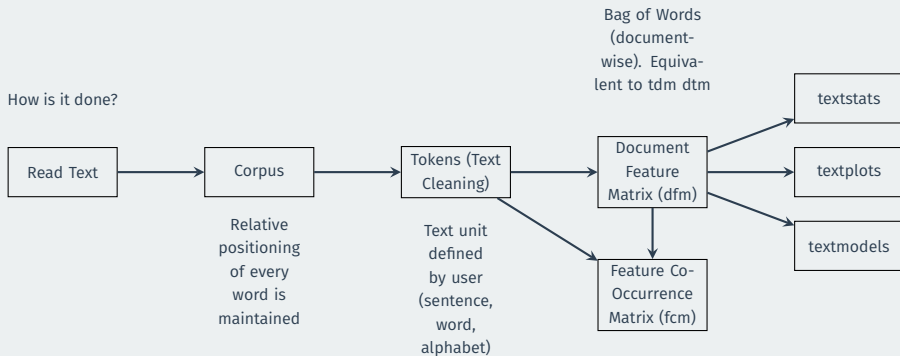 How is it done?
Read Text
Corpus
Relative
positioning
of every
word is
maintained
Tokens (Text
Cleaning)
Text unit
defined
by user
(sentence,
word,
alphabet)
Bag of Words
(document-
wise). Equiva-
lent to tdm dtm
Document
Feature
Matrix (dfm)
Feature Co-
Occurrence
Matrix (fcm)
textstats
textplots
textmodels